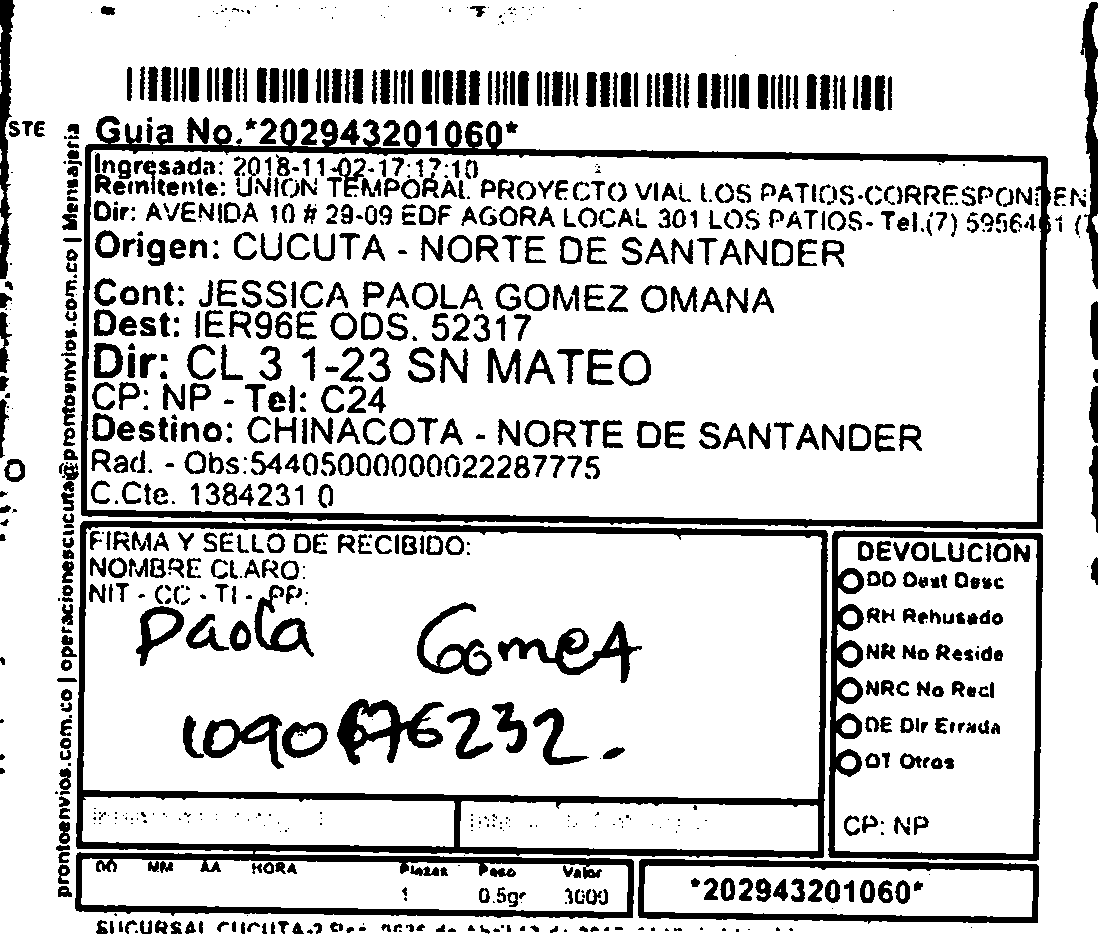 STE
Guia No.*202943201060*
Ingresada: 2018-11-02-17:17:10
Remitente: UNION TEMPORAL PROYECTO VIAL LOS PATIOS-CORRESPONDEN
Dir: AVENIDA 10 # 29-09 EDF AGORA LOCAL 301 LOS PATIOS- Tel.(7) 5956461 (7
Origen: CUCUTA - NORTE DE SANTANDER
Cont: JESSICA PAOLA GOMEZ OMANA
Dest: IER96E ODS. 52317
Dir: CL 3 1-23 SN MATEO
CP: NP - Tel: C24
Destino: CHINACOTA - NORTE DE SANTANDER
Rad. - Obs:544050000000022287775
C.Cte. 1384231 0
prontoenvios.com.co | operacionescucuta@prontoenvios.com.co | Mensajeria
O
FIRMA Y SELLO DE RECIBIDO:
NOMBRE CLARO:
NIT - CC - TI - PP:
Paola Gomez
1090676232.
DEVOLUCION
DD Dest Desc
RH Rehusado
NR No Reside
NRC No Recl
DE Dir Errada
OT Otros
CP: NP
DD MM AA HORA
Piezas Peso Valor
1 0.5gr 3000
*202943201060*
SUCURSAL CUCUTA-2